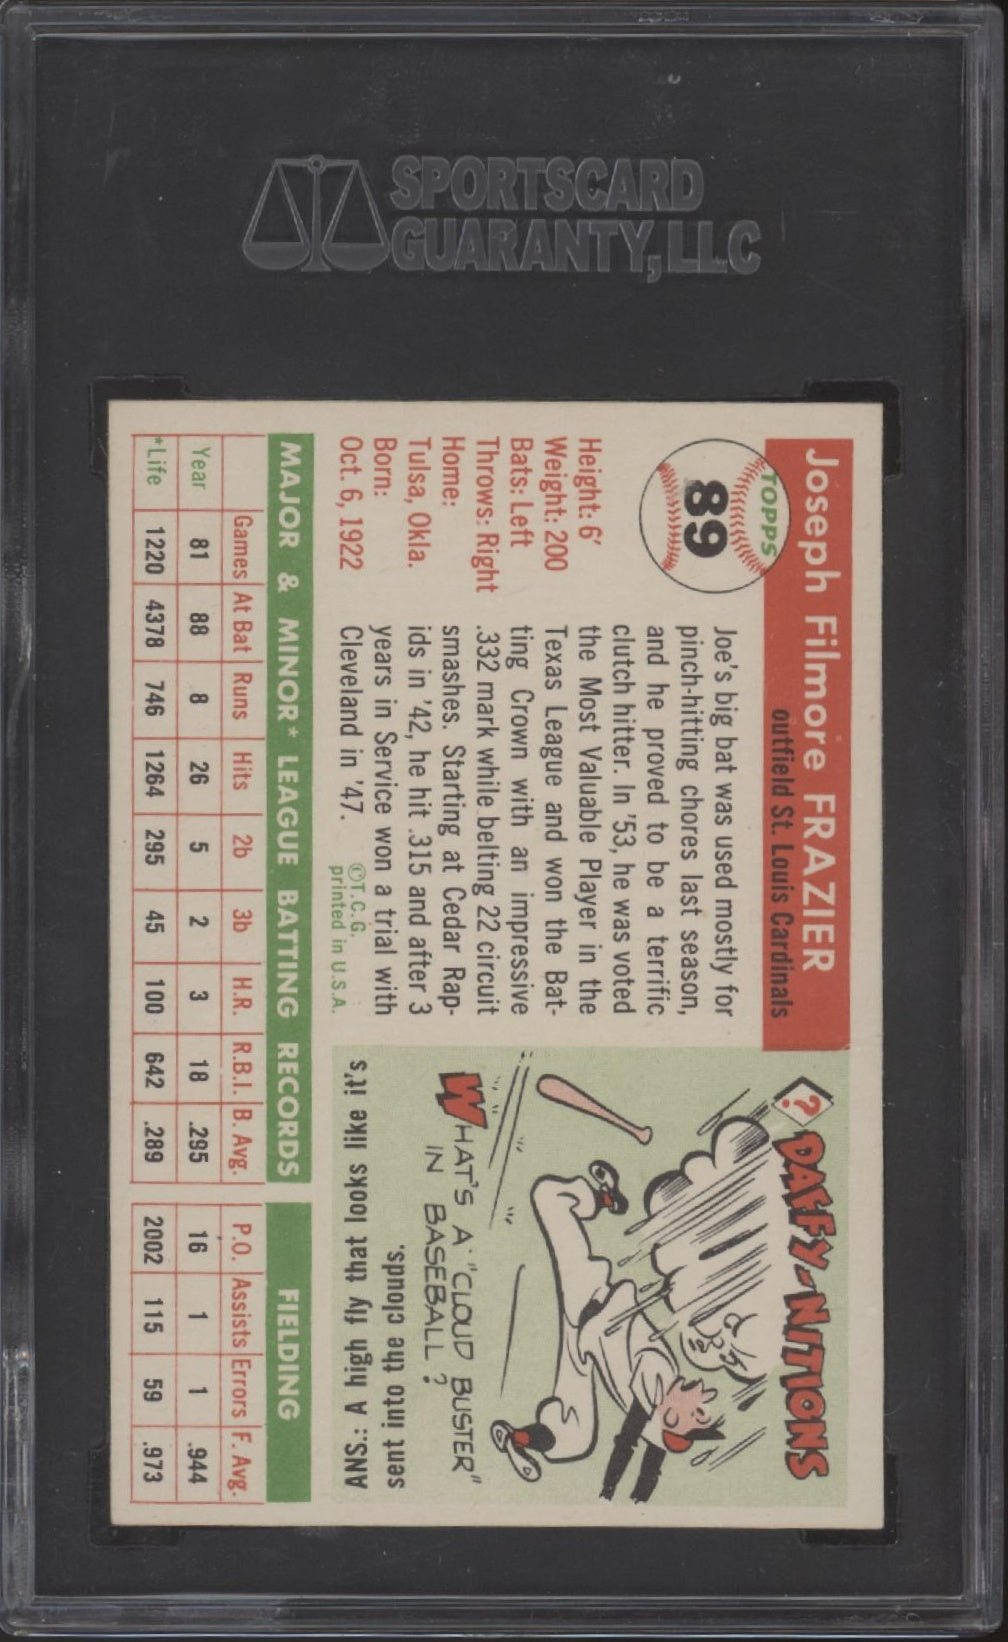 SPORTSCARD
GUARANTY, LLC
TOPPS
89
Joseph Filmore FRAZIER
outfield St. Louis Cardinals
Height: 6'
Weight: 200
Bats: Left
Throws: Right
Home:
Tulsa, Okla.
Born:
Oct. 6, 1922
Joe's big bat was used mostly for
pinch-hitting chores last season,
and he proved to be a terrific
clutch hitter. In '53, he was voted
the Most Valuable Player in the
Texas League and won the Bat-
ting Crown with an impressive
.332 mark while belting 22 circuit
smashes. Starting at Cedar Rap-
ids in '42, he hit .315 and after 3
years in Service won a trial with
Cleveland in '47.
©T.C.G.
printed in U.S.A.
?
DAFFY-NITIONS
WHAT'S A "CLOUD BUSTER"
IN BASEBALL?
ANS.: A high fly that looks like it's
sent into the clouds.
MAJOR & MINOR* LEAGUE BATTING RECORDS FIELDING
Games At Bat Runs Hits 2b 3b H.R. R.B.I. B. Avg. P.O. Assists Errors F. Avg.
Year 81 88 8 26 5 2 3 18 .295 16 1 1 .944
*Life 1220 4378 746 1264 295 45 100 642 .289 2002 115 59 .973